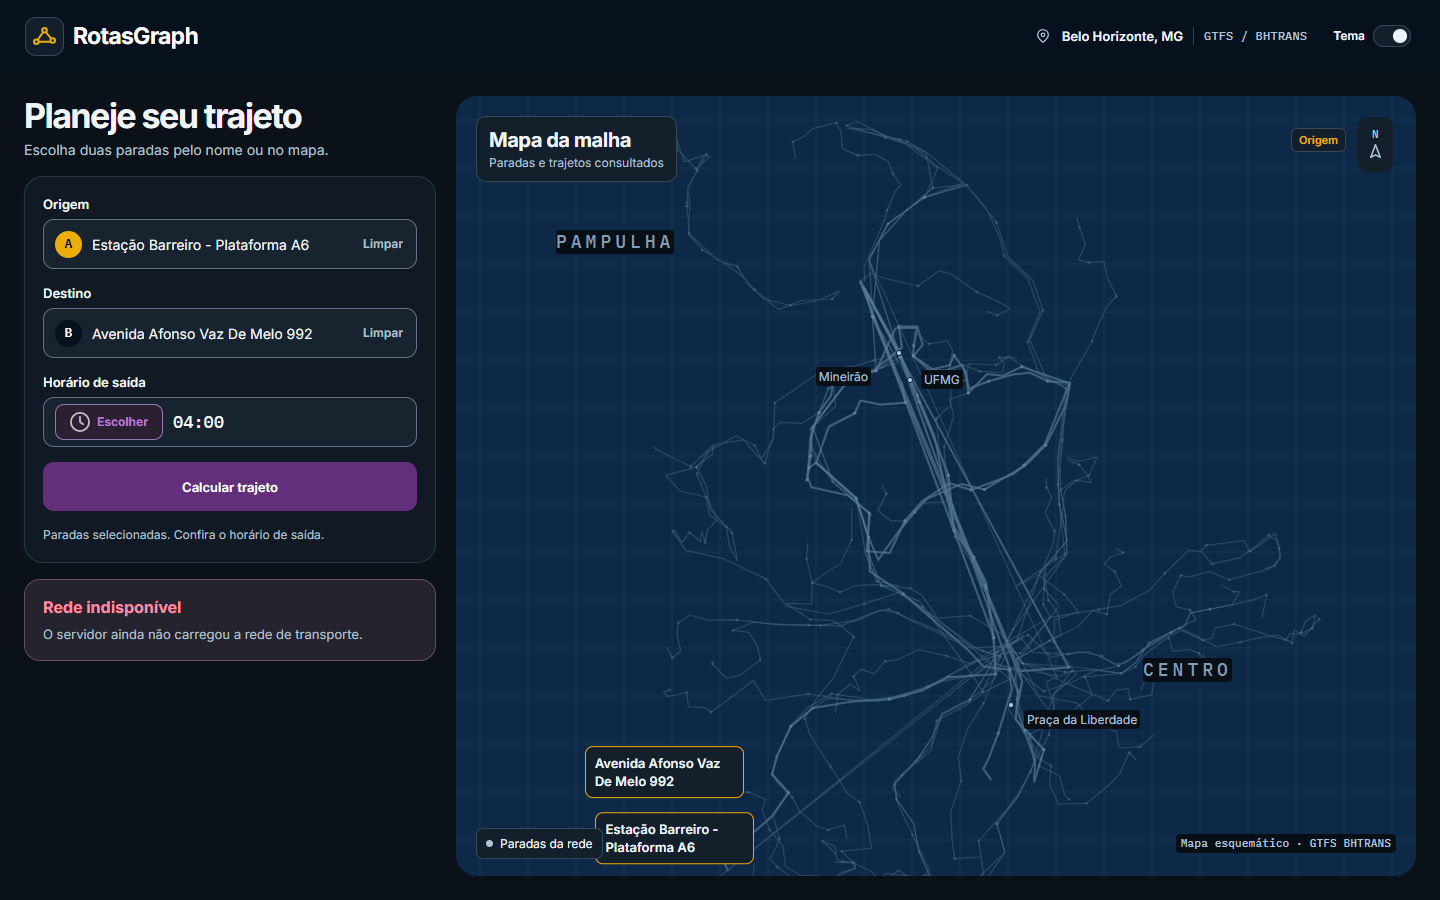 RotasGraph
Belo Horizonte, MG
GTFS / BHTRANS
Tema
Planeje seu trajeto
Escolha duas paradas pelo nome ou no mapa.
Origem
A
Estação Barreiro - Plataforma A6
Limpar
Destino
B
Avenida Afonso Vaz De Melo 992
Limpar
Horário de saída
Escolher
04:00
Calcular trajeto
Paradas selecionadas. Confira o horário de saída.
Rede indisponível
O servidor ainda não carregou a rede de transporte.
Mapa da malha
Paradas e trajetos consultados
Origem
N
PAMPULHA
Mineirão
UFMG
CENTRO
Praça da Liberdade
Avenida Afonso Vaz
De Melo 992
Estação Barreiro -
Plataforma A6
Paradas da rede
Mapa esquemático · GTFS BHTRANS